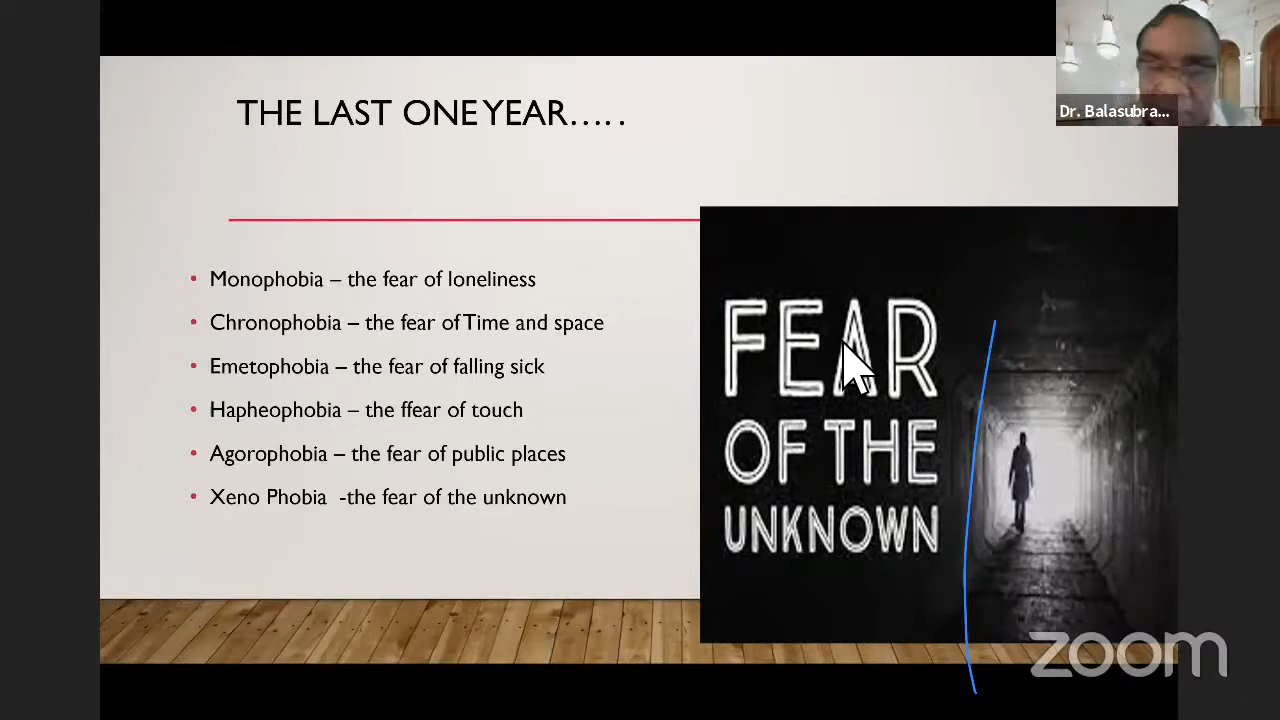 THE LAST ONE YEAR.....
Dr. Balasubra...
• Monophobia – the fear of loneliness
• Chronophobia – the fear of Time and space
• Emetophobia – the fear of falling sick
• Hapheophobia – the ffear of touch
• Agorophobia – the fear of public places
• Xeno Phobia -the fear of the unknown
FEAR
OF THE
UNKNOWN
zoom